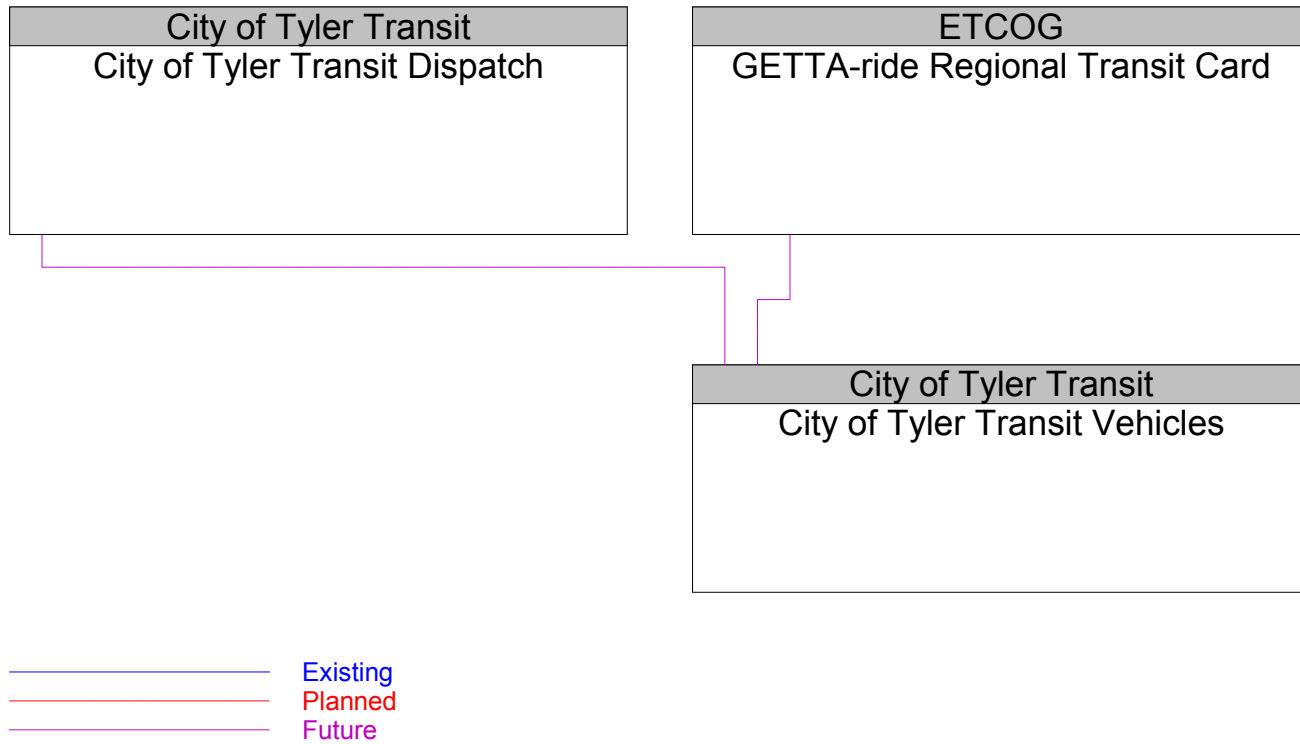 City of Tyler Transit
City of Tyler Transit Dispatch
ETCOG
GETTA-ride Regional Transit Card
City of Tyler Transit
City of Tyler Transit Vehicles
Existing
Planned
Future